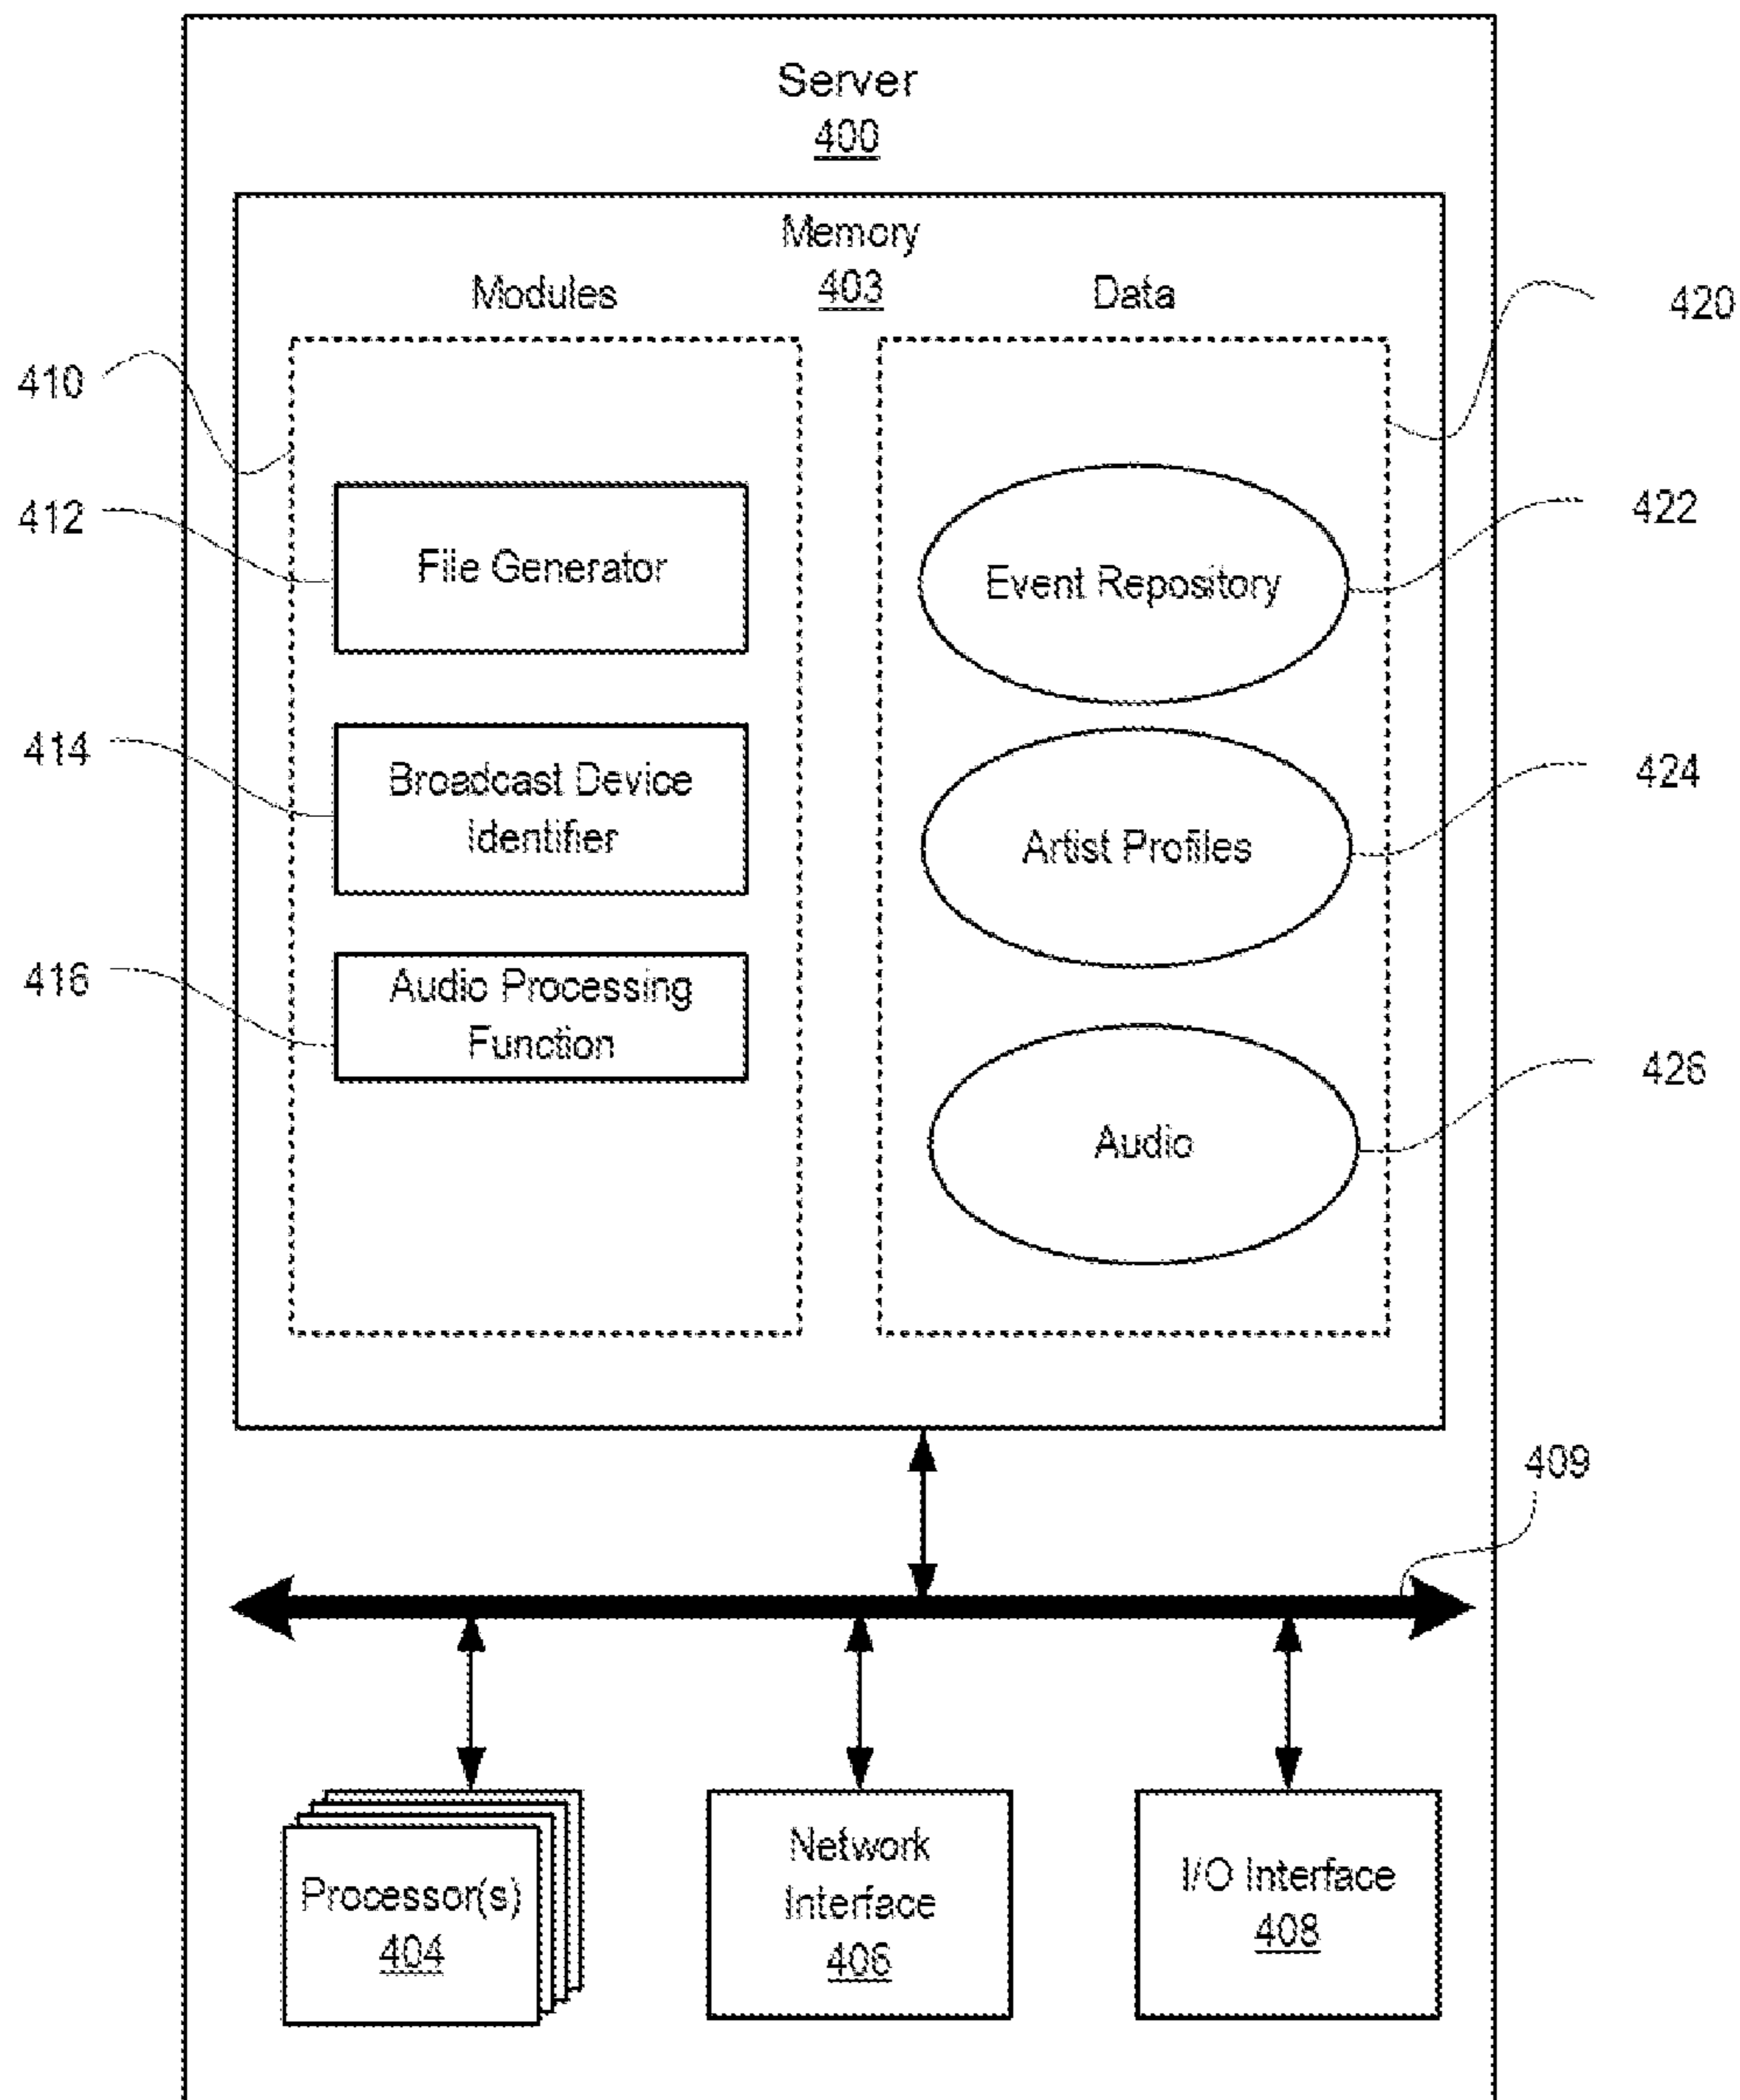 Server
400
Memory
403
Modules
Data
420
410
412
File Generator
Event Repository
422
414
Broadcast Device
Identifier
Artist Profiles
424
416
Audio Processing
Function
Audio
426
409
Processor(s)
404
Network
Interface
406
I/O Interface
408